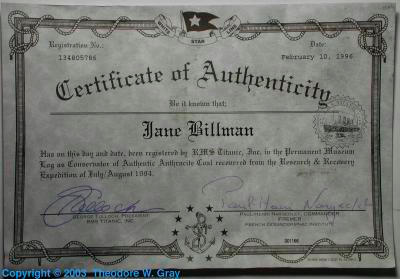 WHITE STAR LINE
Registration No.: Date:
134805786 February 10, 1996
Certificate of Authenticity
Be it known that;
Jane Billman
Has on this day and date, been registered by RMS Titanic, Inc. in the Permanent Museum
Log as Conservator of Authentic Anthracite Coal recovered from the Research & Recovery
Expedition of July/August 1994.
GEORGE TULLOCH, PRESIDENT
RMS TITANIC, INC.
PAUL-HENRI NARGEOLET, COMMANDER
FRENCH OCEANOGRAPHIC INSTITUTE
001166
Copyright © 2003 Theodore W. Gray